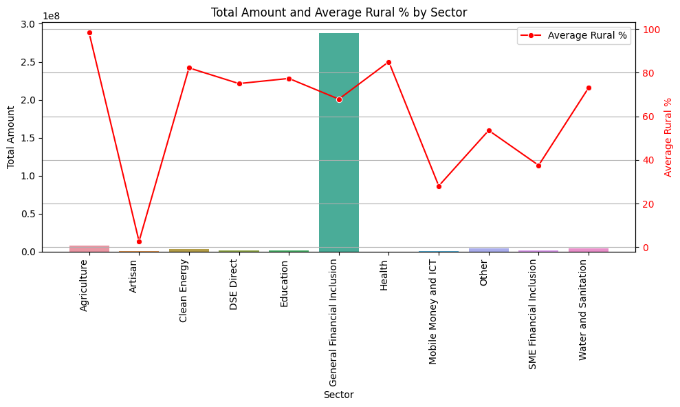 Total Amount and Average Rural % by Sector
1e8
3.0
2.5
2.0
1.5
1.0
0.5
0.0
Total Amount
100
80
60
40
20
0
Average Rural %
Average Rural %
Agriculture
Artisan
Clean Energy
DSE Direct
Education
General Financial Inclusion
Health
Mobile Money and ICT
Other
SME Financial Inclusion
Water and Sanitation
Sector